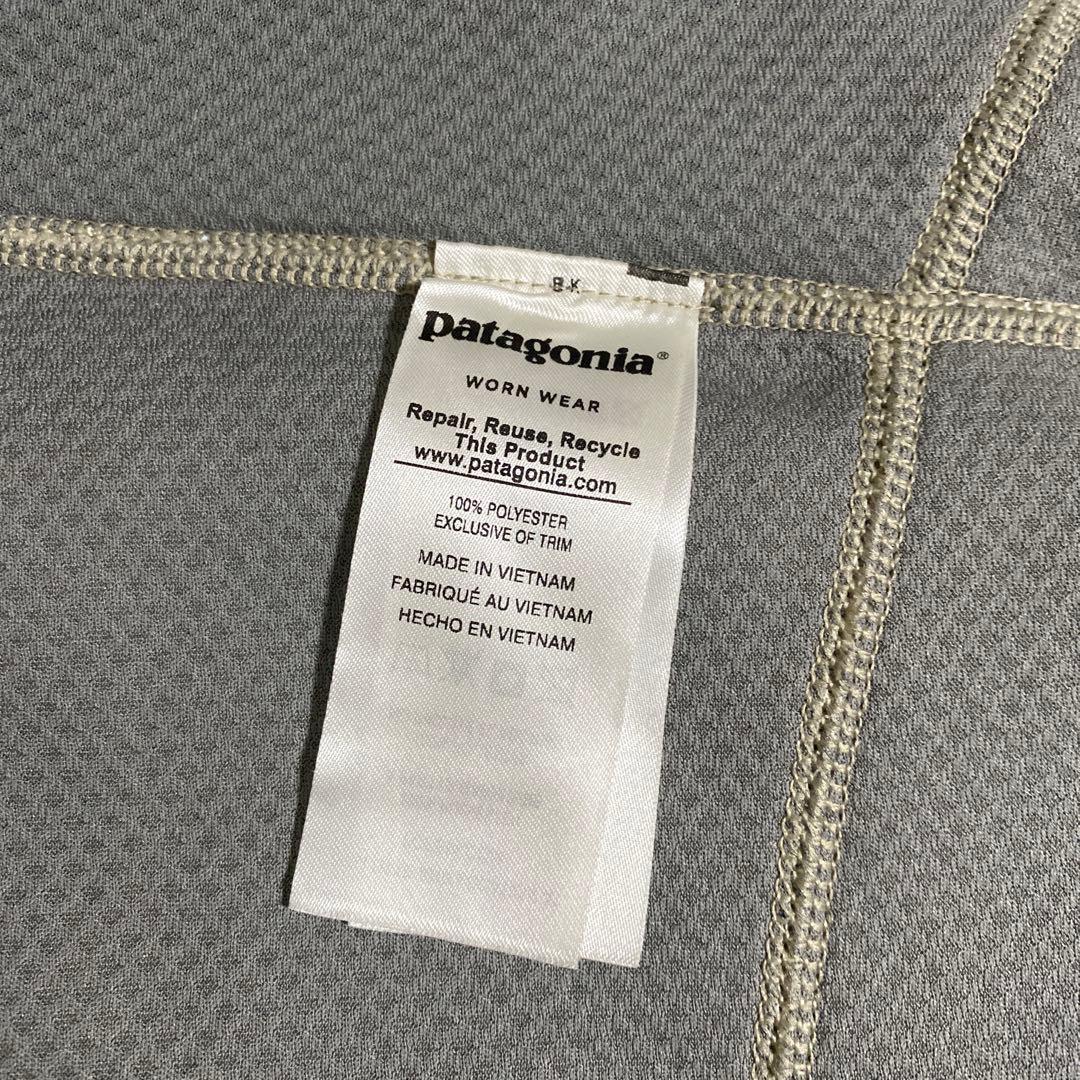 patagonia®
WORN WEAR
Repair, Reuse, Recycle
This Product
www.patagonia.com
100% POLYESTER
EXCLUSIVE OF TRIM
MADE IN VIETNAM
FABRIQUÉ AU VIETNAM
HECHO EN VIETNAM